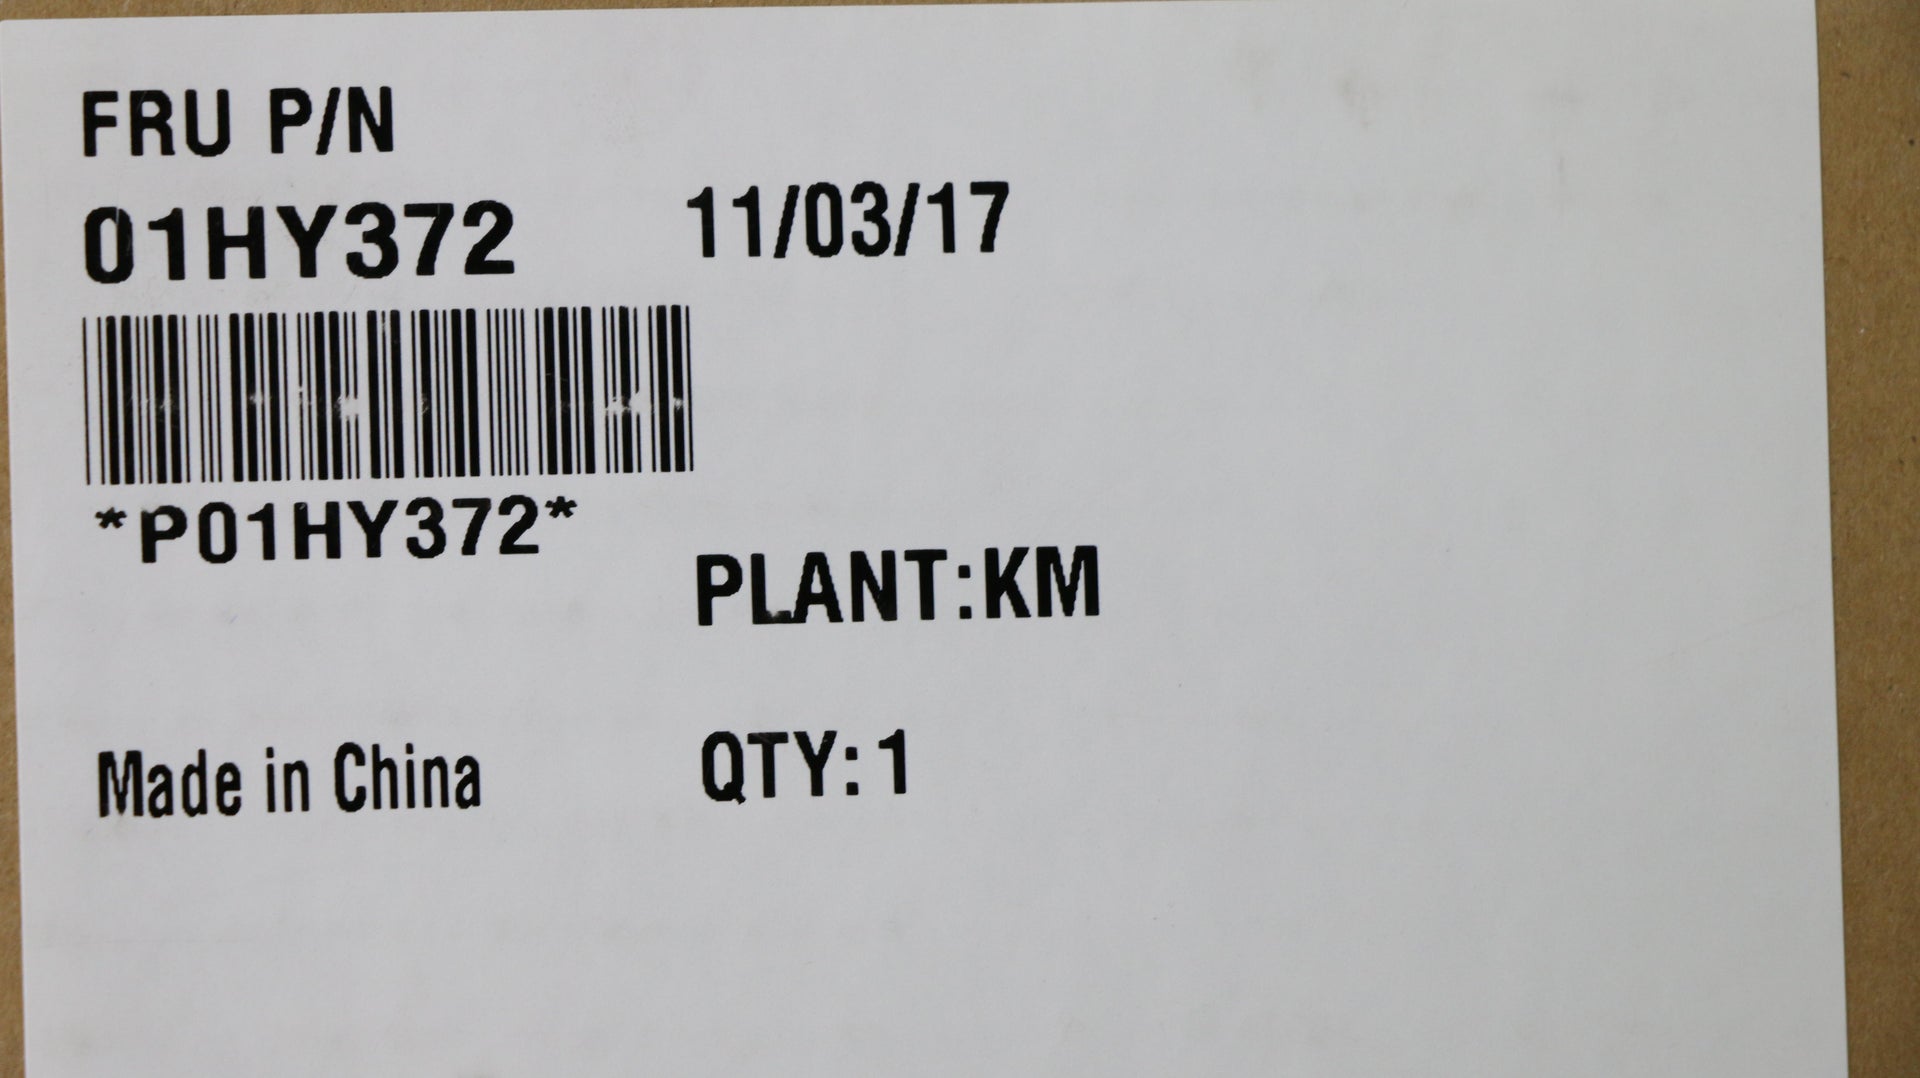 FRU P/N
01HY372
11/03/17
*P01HY372*
PLANT:KM
Made in China
QTY: 1